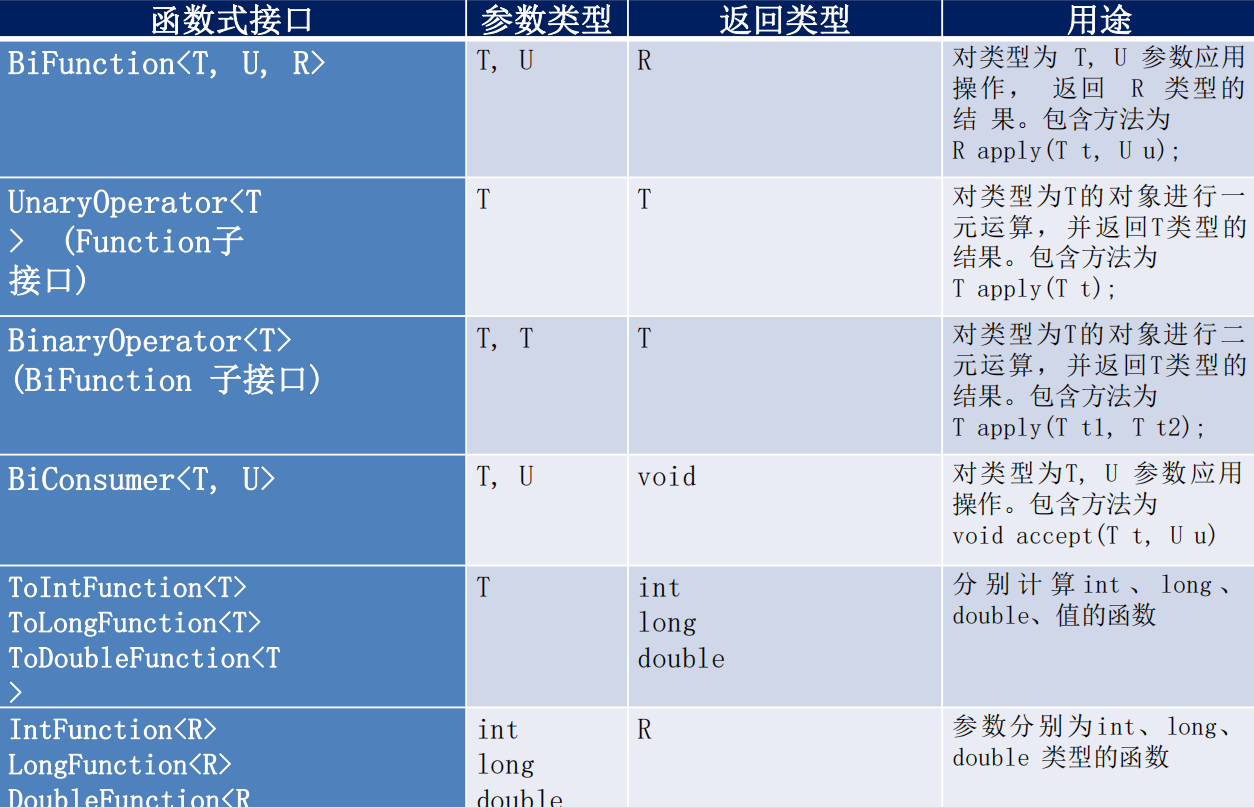 函数式接口 参数类型 返回类型 用途
BiFunction<T, U, R>
T, U
R
对类型为 T, U 参数应用
操作， 返回 R 类型的
结 果。包含方法为
R apply(T t, U u);
UnaryOperator<T
> (Function子
接口)
T
T
对类型为T的对象进行一
元运算，并返回T类型的
结果。包含方法为
T apply(T t);
BinaryOperator<T>
(BiFunction 子接口)
T, T
T
对类型为T的对象进行二
元运算，并返回T类型的
结果。包含方法为
T apply(T t1, T t2);
BiConsumer<T, U>
T, U
void
对类型为T, U 参数应用
操作。包含方法为
void accept(T t, U u)
ToIntFunction<T>
ToLongFunction<T>
ToDoubleFunction<T
>
T
int
long
double
分别计算int、long、
double、值的函数
IntFunction<R>
LongFunction<R>
DoubleFunction<R
int
long
double
R
参数分别为int、long、
double 类型的函数